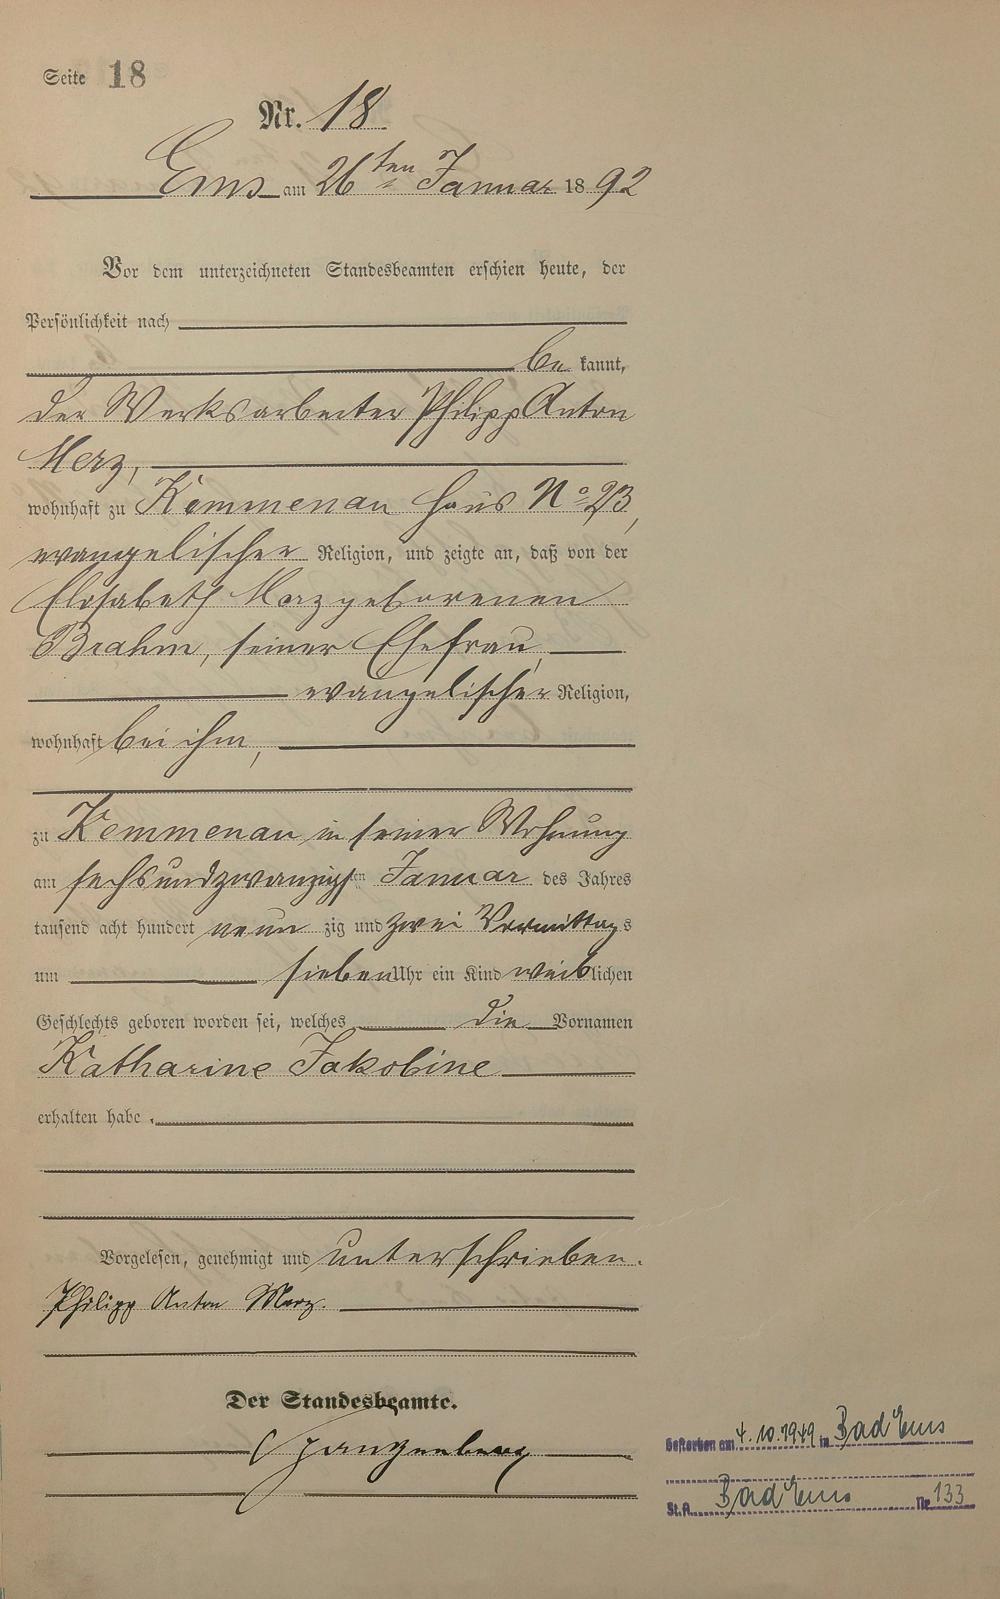 Seite 18
Nr. 18
Ems am 26ten Januar 1892
Vor dem unterzeichneten Standesbeamten erschien heute, der
Persönlichkeit nach
be kannt,
der Werksarbeiter Philipp Anton
Merz,
wohnhaft zu Kemmenau Haus No 23,
evangelischer Religion, und zeigte an, daß von der
Elisabeth Merz geborenen
Brahm, seiner Ehefrau,
evangelischer Religion,
wohnhaft bei ihm,
zu Kemmenau in seiner Wohnung
am sechsundzwanzigsten Januar des Jahres
tausend acht hundert neun zig und zwei Vormittags
um sieben Uhr ein Kind weiblichen
Geschlechts geboren worden sei, welches die Vornamen
Katharine Jakobine
erhalten habe.
Vorgelesen, genehmigt und unterschrieben.
Philipp Anton Merz.
Der Standesbeamte.
Gestorben am 4.10.1949 in Bad Ems
St.A. Bad Ems Nr. 133